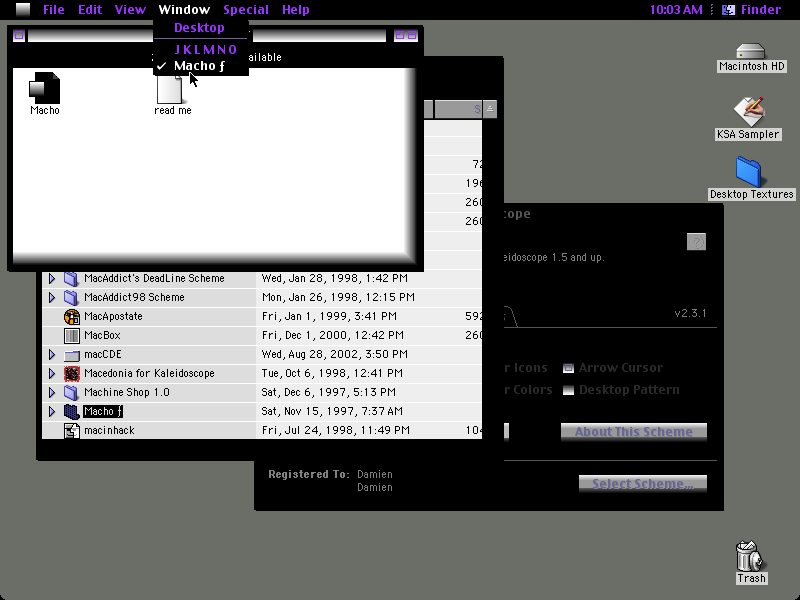 File Edit View Window Special Help 10:03 AM Finder
Desktop
J K L M N O
✓ Macho ƒ
available
Macho
read me
S
72
196
260
260
MacAddict's DeadLine Scheme Wed, Jan 28, 1998, 1:42 PM
MacAddict98 Scheme Mon, Jan 26, 1998, 12:15 PM
MacApostate Fri, Jan 1, 1999, 3:41 PM 592
MacBox Fri, Dec 1, 2000, 12:42 PM 260
macCDE Wed, Aug 28, 2002, 3:50 PM
Macedonia for Kaleidoscope Tue, Oct 6, 1998, 12:41 PM
Machine Shop 1.0 Sat, Dec 6, 1997, 5:13 PM
Macho ƒ Sat, Nov 15, 1997, 7:37 AM
macinhack Fri, Jul 24, 1998, 11:49 PM 104
cope
eidoscope 1.5 and up.
v2.3.1
r Icons Arrow Cursor
r Colors Desktop Pattern
About This Scheme
Registered To: Damien
Damien
Select Scheme...
Macintosh HD
KSA Sampler
Desktop Textures
Trash